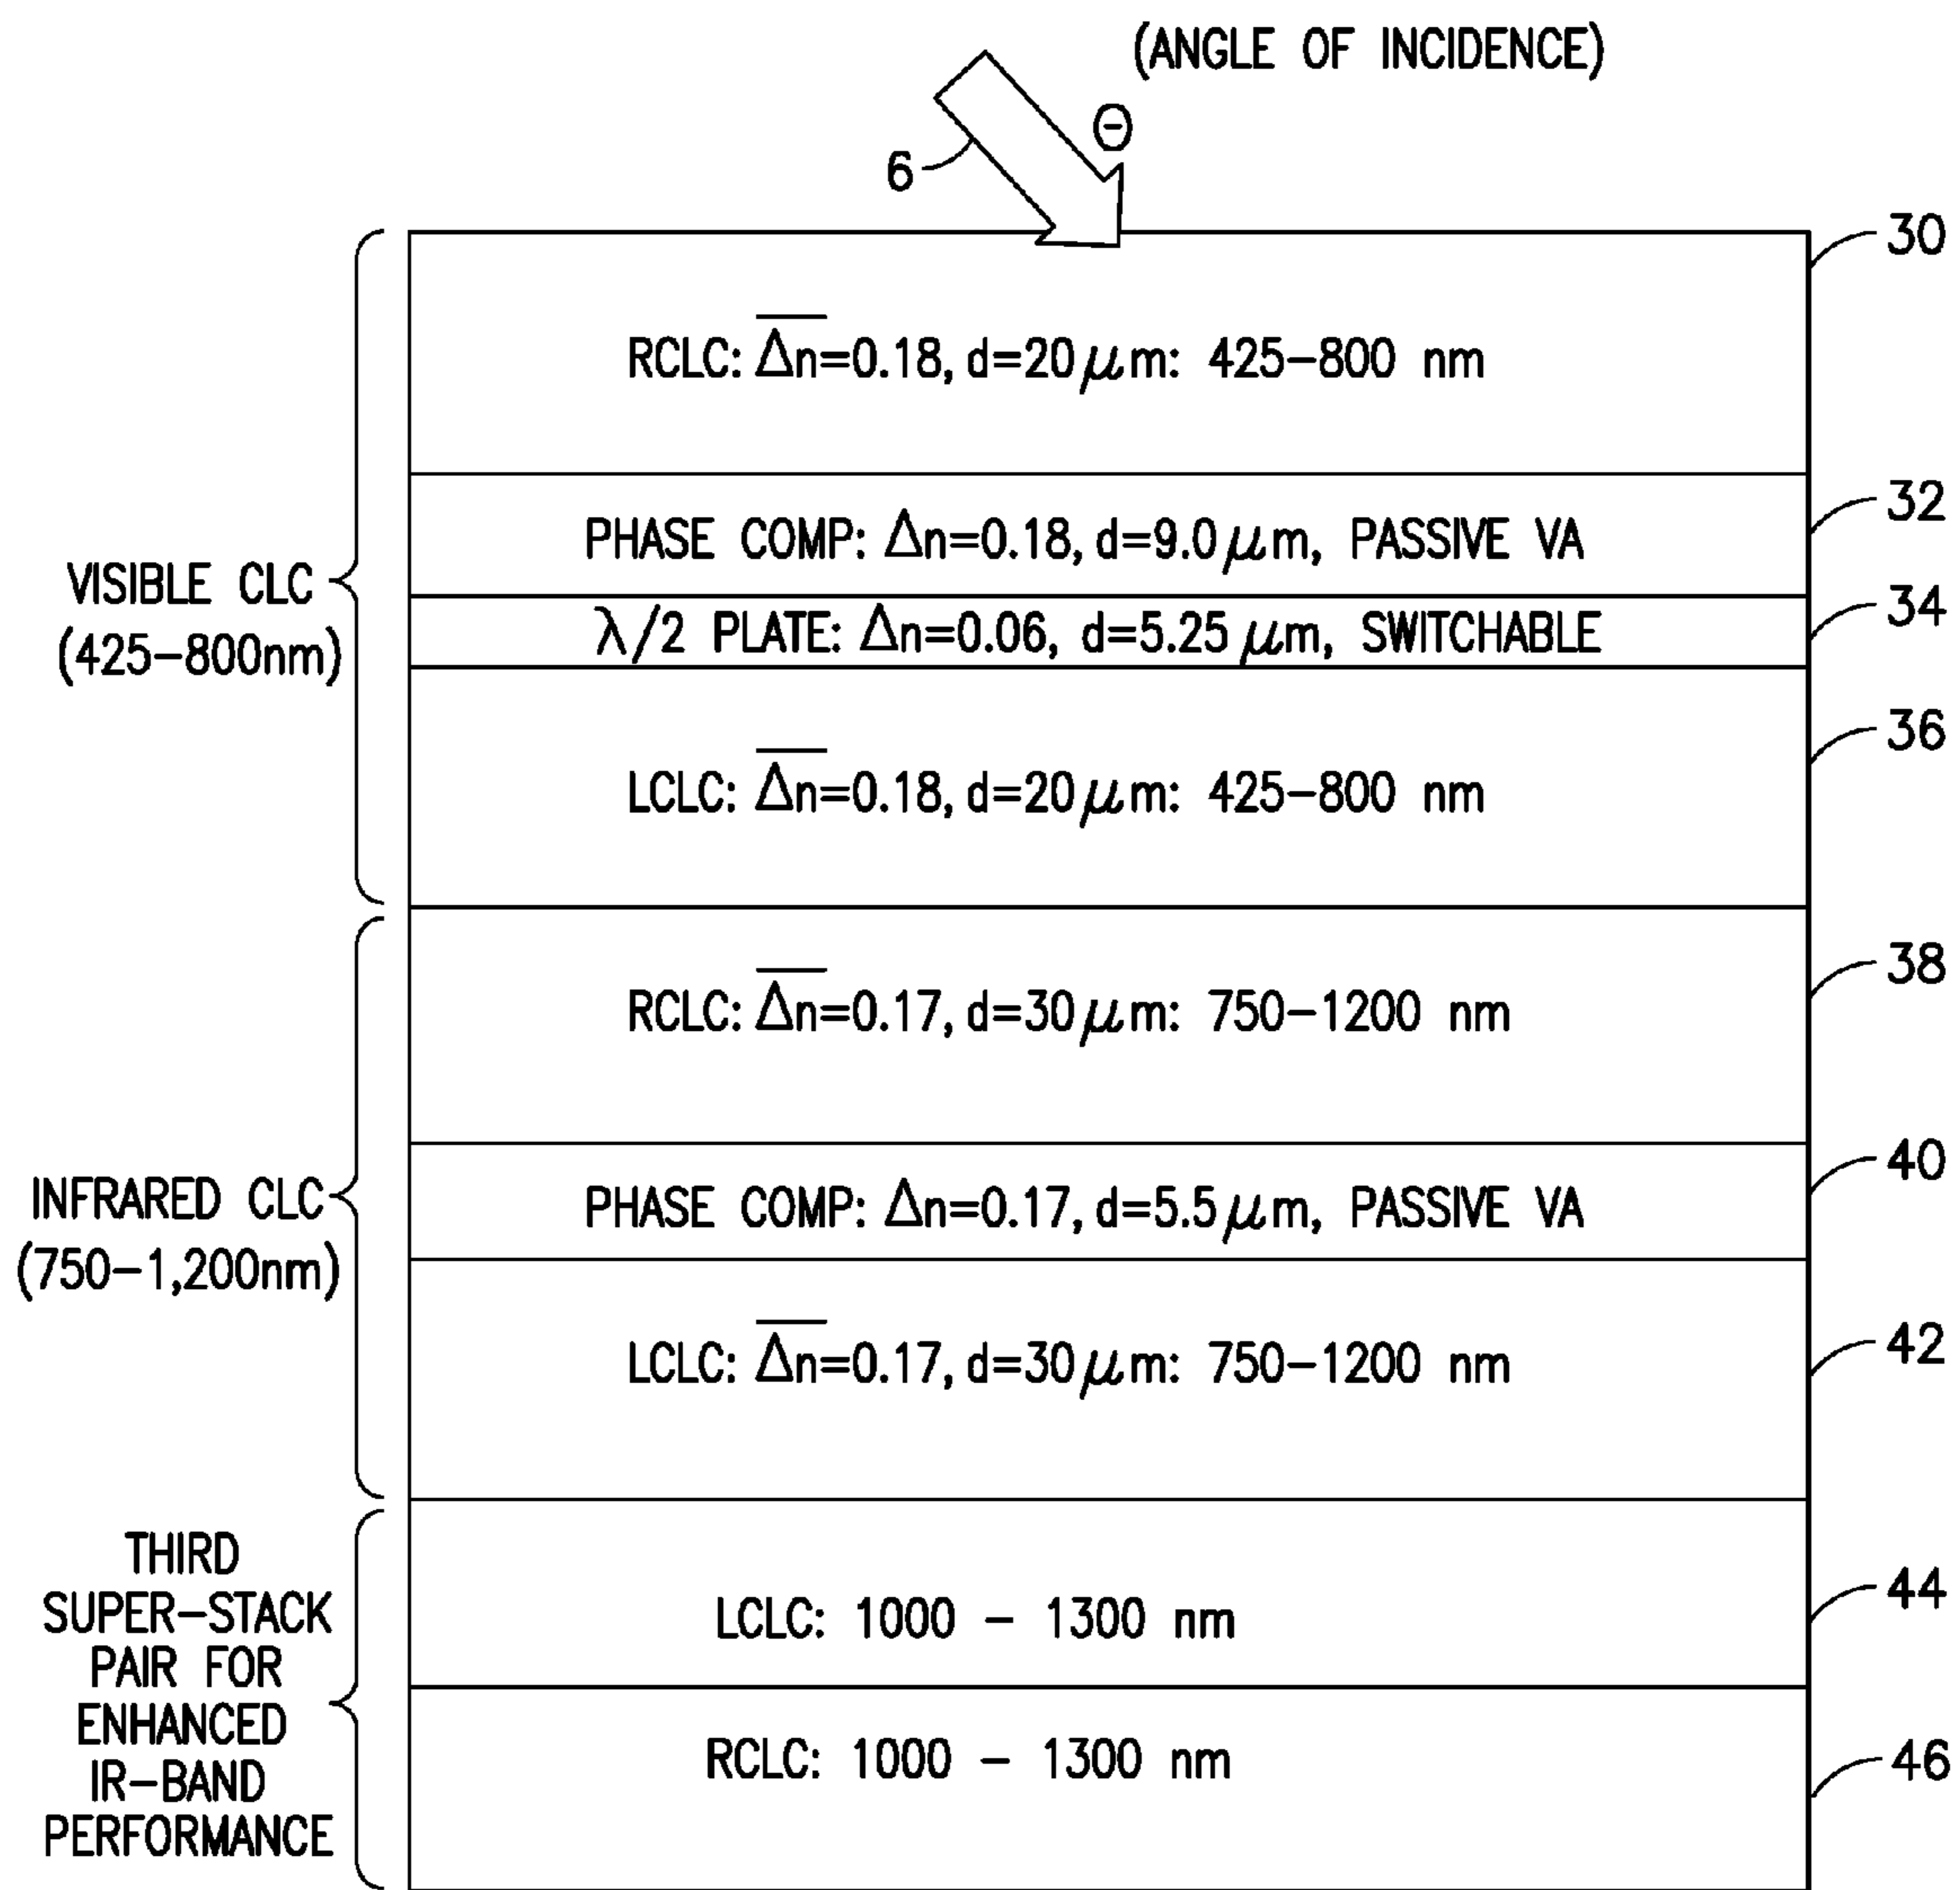 (ANGLE OF INCIDENCE)
Θ
6
30
RCLC: Δn=0.18, d=20μm: 425–800 nm
32
PHASE COMP: Δn=0.18, d=9.0μm, PASSIVE VA
34
λ/2 PLATE: Δn=0.06, d=5.25μm, SWITCHABLE
VISIBLE CLC
(425–800nm)
36
LCLC: Δn=0.18, d=20μm: 425–800 nm
38
RCLC: Δn=0.17, d=30μm: 750–1200 nm
40
PHASE COMP: Δn=0.17, d=5.5μm, PASSIVE VA
INFRARED CLC
(750–1,200nm)
42
LCLC: Δn=0.17, d=30μm: 750–1200 nm
44
LCLC: 1000 – 1300 nm
THIRD
SUPER–STACK
PAIR FOR
ENHANCED
IR–BAND
PERFORMANCE
RCLC: 1000 – 1300 nm
46